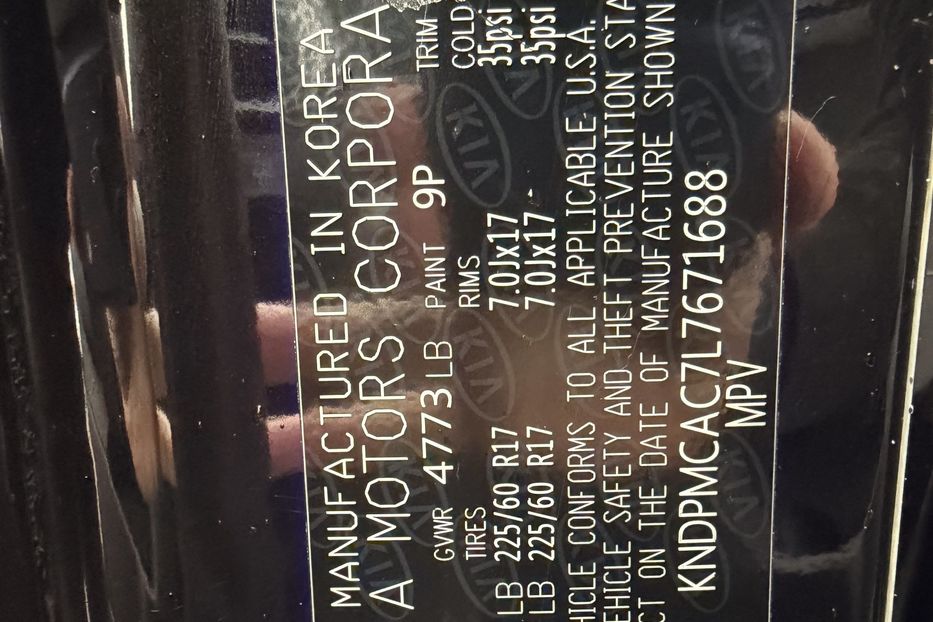 MANUFACTURED IN KOREA
A MOTORS CORPORA
GVWR 4773 LB PAINT 9P TRIM
TIRES RIMS COLD
LB 225/60 R17 7.0Jx17 35psi
LB 225/60 R17 7.0Jx17 35psi
HICLE CONFORMS TO ALL APPLICABLE U.S.A.
EHICLE SAFETY AND THEFT PREVENTION STA
CT ON THE DATE OF MANUFACTURE SHOWN
KNDPMCAC7L7671688
MPV